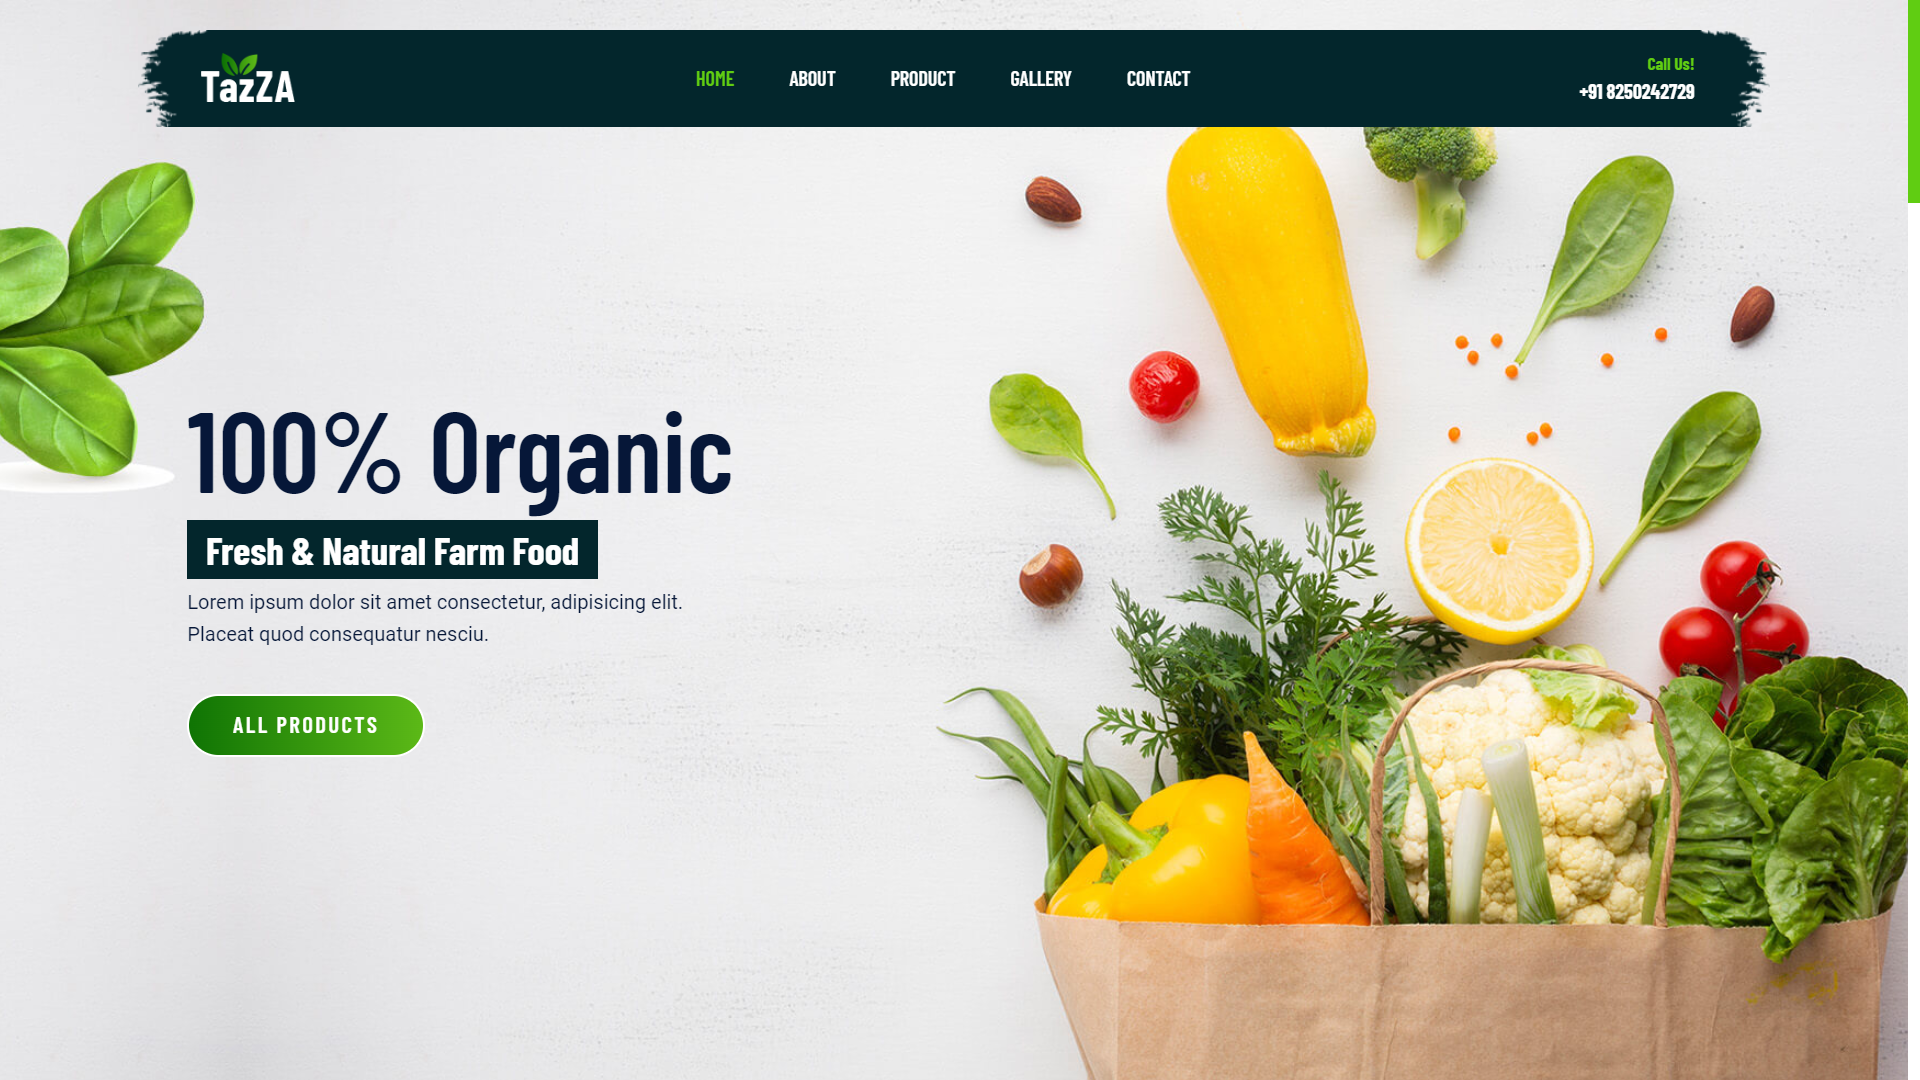 TazZA
HOME ABOUT PRODUCT GALLERY CONTACT
Call Us!
+91 8250242729
100% Organic
Fresh & Natural Farm Food
Lorem ipsum dolor sit amet consectetur, adipisicing elit.
Placeat quod consequatur nesciu.
ALL PRODUCTS